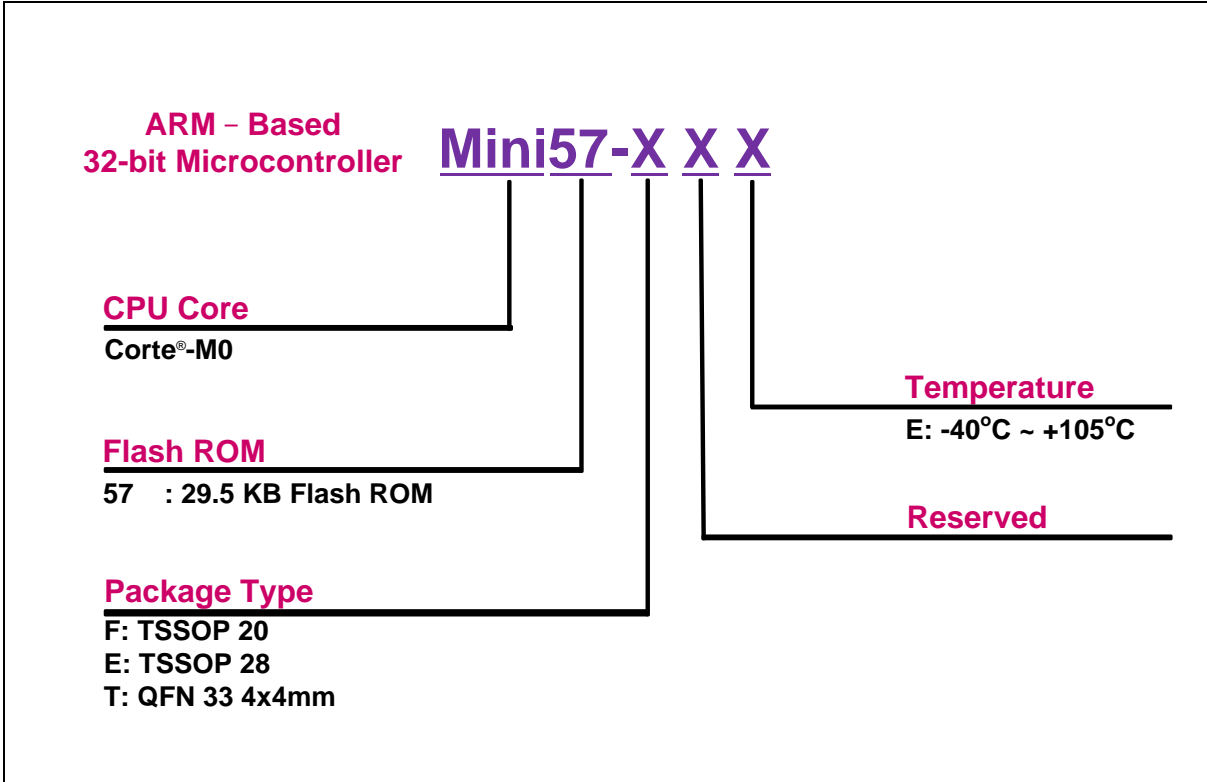 ARM – Based
32-bit Microcontroller
Mini57-X X X
CPU Core
Corte®-M0
Temperature
E: -40°C ~ +105°C
Flash ROM
57 : 29.5 KB Flash ROM
Reserved
Package Type
F: TSSOP 20
E: TSSOP 28
T: QFN 33 4x4mm